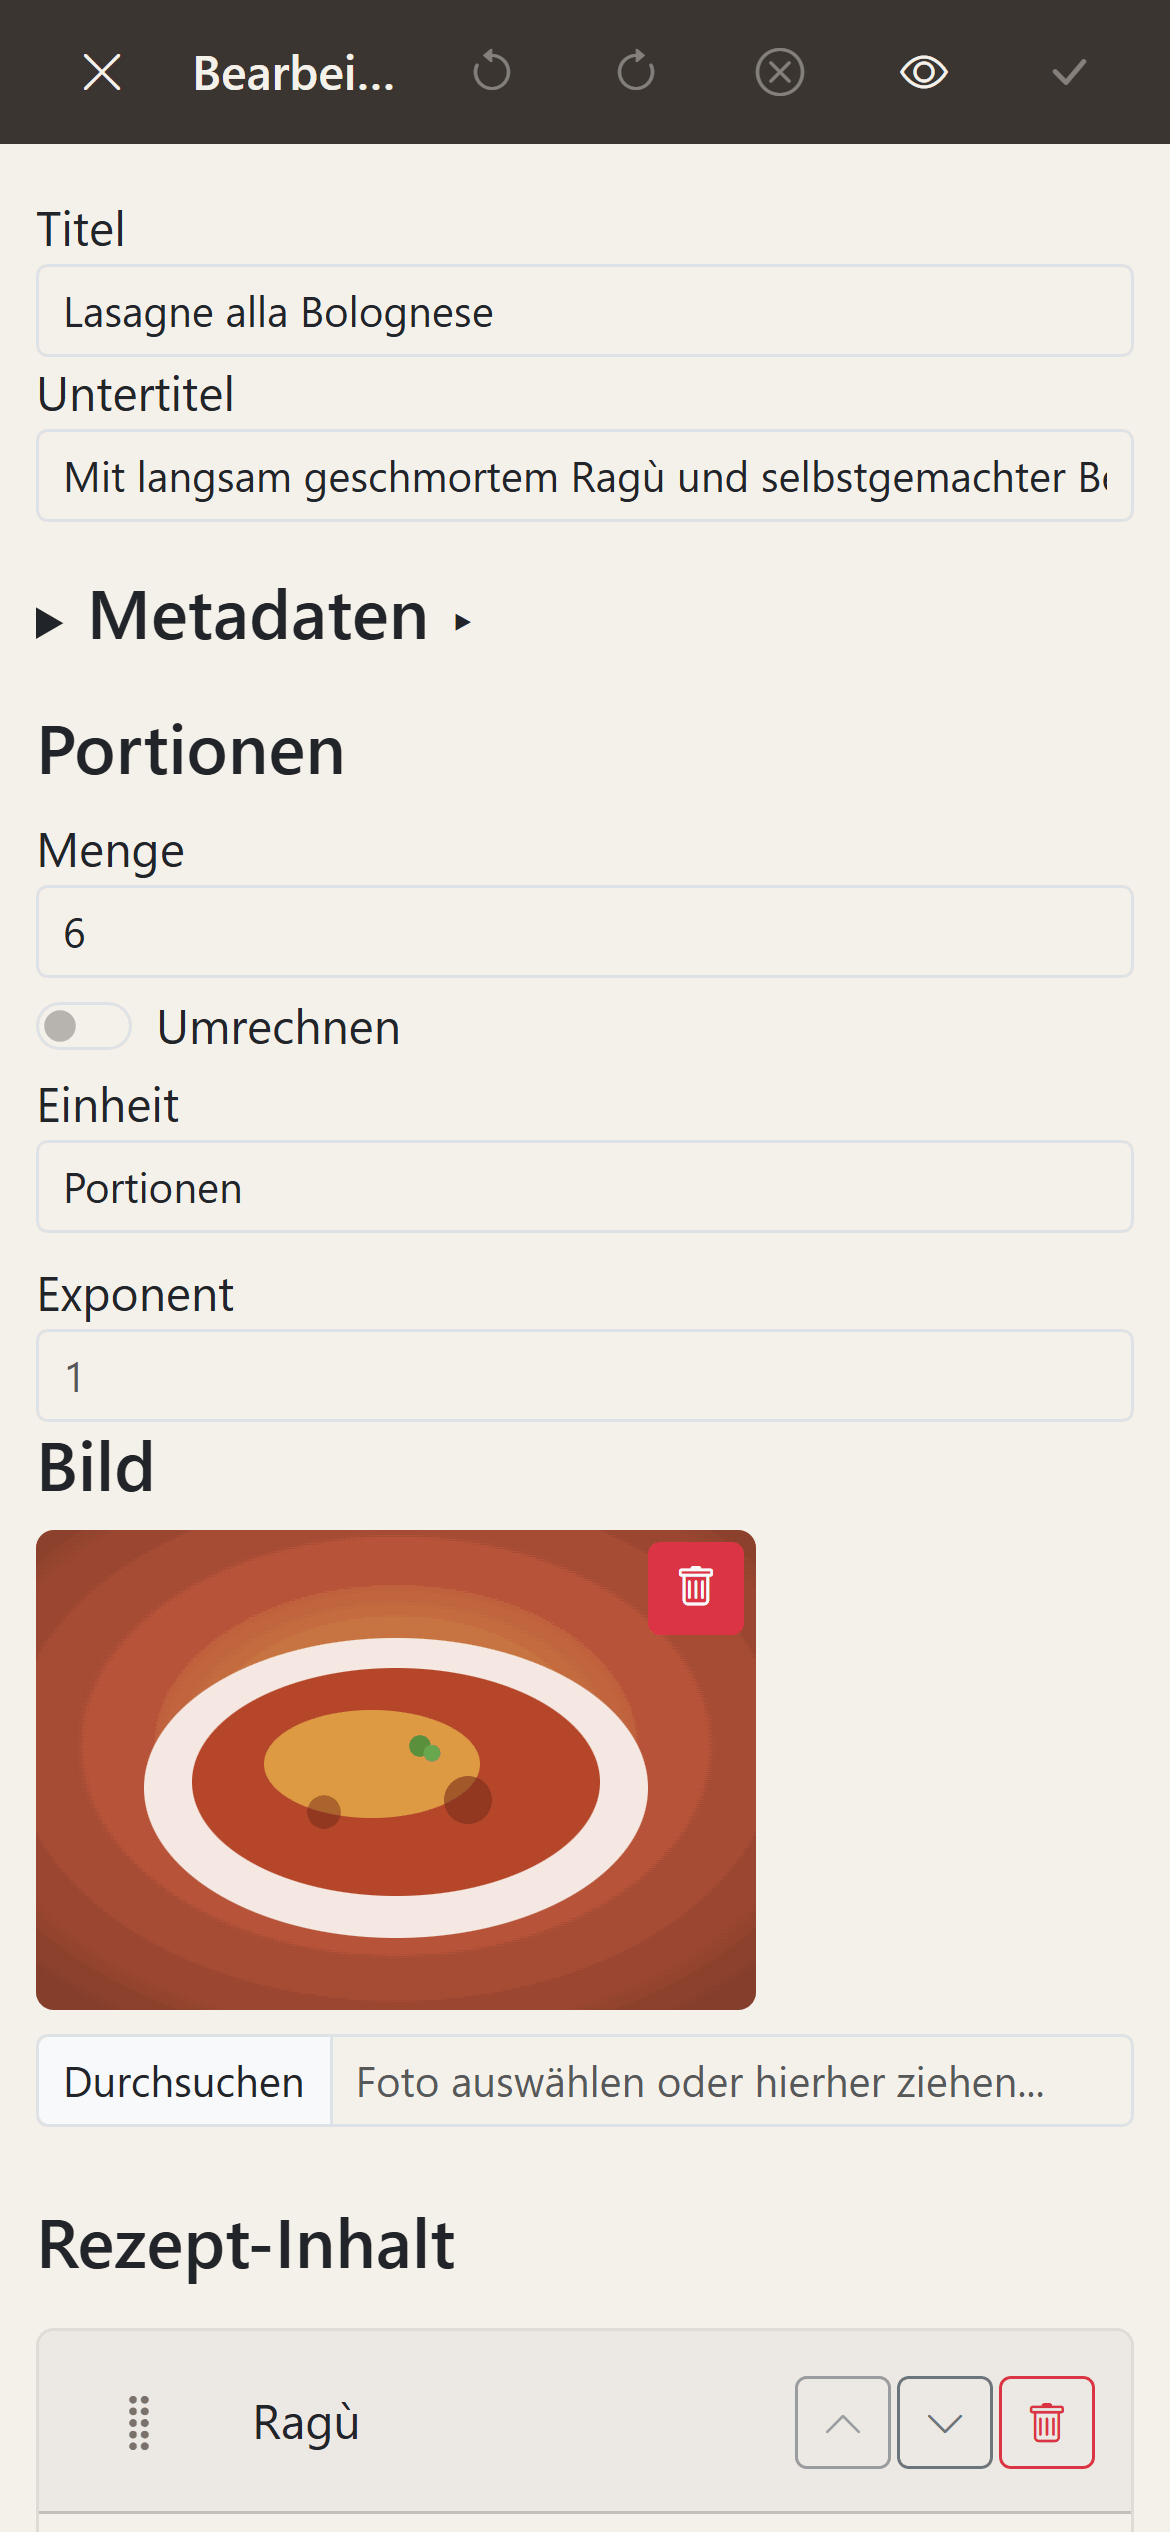 Bearbei...
Titel
Lasagne alla Bolognese
Untertitel
Mit langsam geschmortem Ragù und selbstgemachter
Metadaten
Portionen
Menge
6
Umrechnen
Einheit
Portionen
Exponent
1
Bild
Durchsuchen Foto auswählen oder hierher ziehen...
Rezept-Inhalt
Ragù